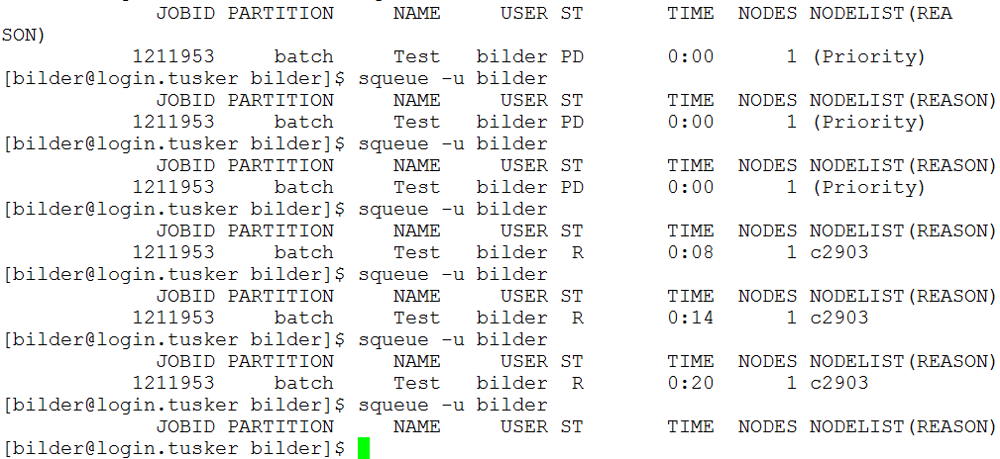 JOBID PARTITION NAME USER ST TIME NODES NODELIST(REA
SON)
1211953 batch Test bilder PD 0:00 1 (Priority)
[bilder@login.tusker bilder]$ squeue -u bilder
JOBID PARTITION NAME USER ST TIME NODES NODELIST(REASON)
1211953 batch Test bilder PD 0:00 1 (Priority)
[bilder@login.tusker bilder]$ squeue -u bilder
JOBID PARTITION NAME USER ST TIME NODES NODELIST(REASON)
1211953 batch Test bilder PD 0:00 1 (Priority)
[bilder@login.tusker bilder]$ squeue -u bilder
JOBID PARTITION NAME USER ST TIME NODES NODELIST(REASON)
1211953 batch Test bilder R 0:08 1 c2903
[bilder@login.tusker bilder]$ squeue -u bilder
JOBID PARTITION NAME USER ST TIME NODES NODELIST(REASON)
1211953 batch Test bilder R 0:14 1 c2903
[bilder@login.tusker bilder]$ squeue -u bilder
JOBID PARTITION NAME USER ST TIME NODES NODELIST(REASON)
1211953 batch Test bilder R 0:20 1 c2903
[bilder@login.tusker bilder]$ squeue -u bilder
JOBID PARTITION NAME USER ST TIME NODES NODELIST(REASON)
[bilder@login.tusker bilder]$